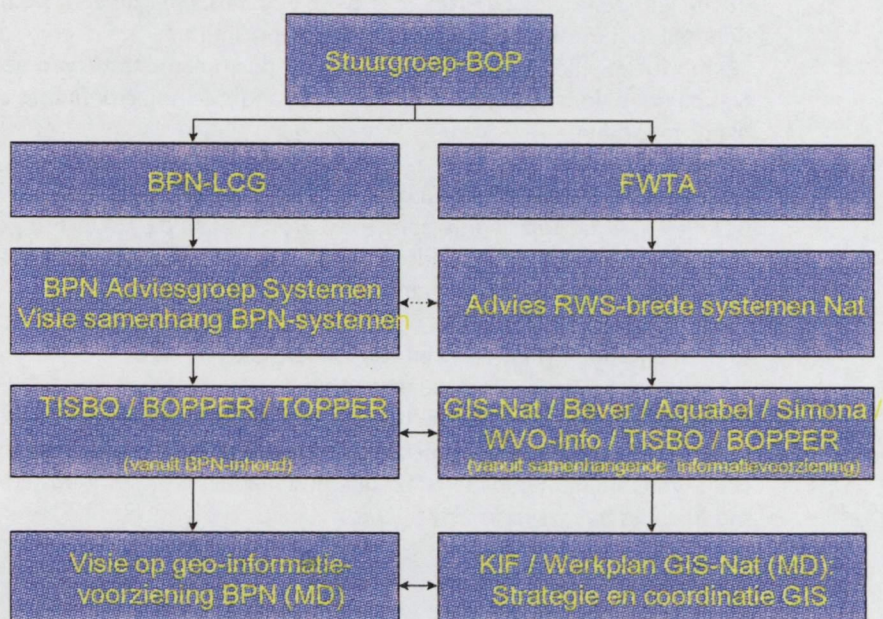 Stuurgroep-BOP
BPN-LCG
FWTA
BPN Adviesgroep Systemen
Visie samenhang BPN-systemen
Advies RWS-brede systemen Nat
TISBO / BOPPER / TOPPER
(vanuit BPN-inhoud)
GIS-Nat / Bever / Aquabel / Simona /
WVO-Info / TISBO / BOPPER
(vanuit samenhangende informatievoorziening)
Visie op geo-informatie-
voorziening BPN (MD)
KIF / Werkplan GIS-Nat (MD):
Strategie en coordinatie GIS